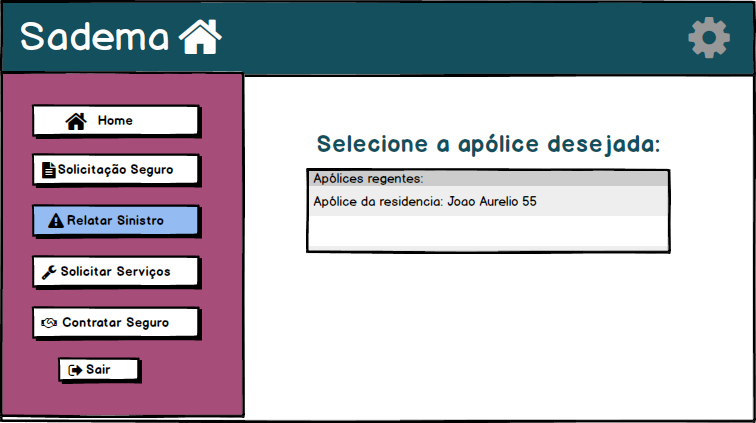 Sadema
Home
Solicitação Seguro
Relatar Sinistro
Solicitar Serviços
Contratar Seguro
Sair
Selecione a apólice desejada:
Apólices regentes:
Apólice da residencia: Joao Aurelio 55